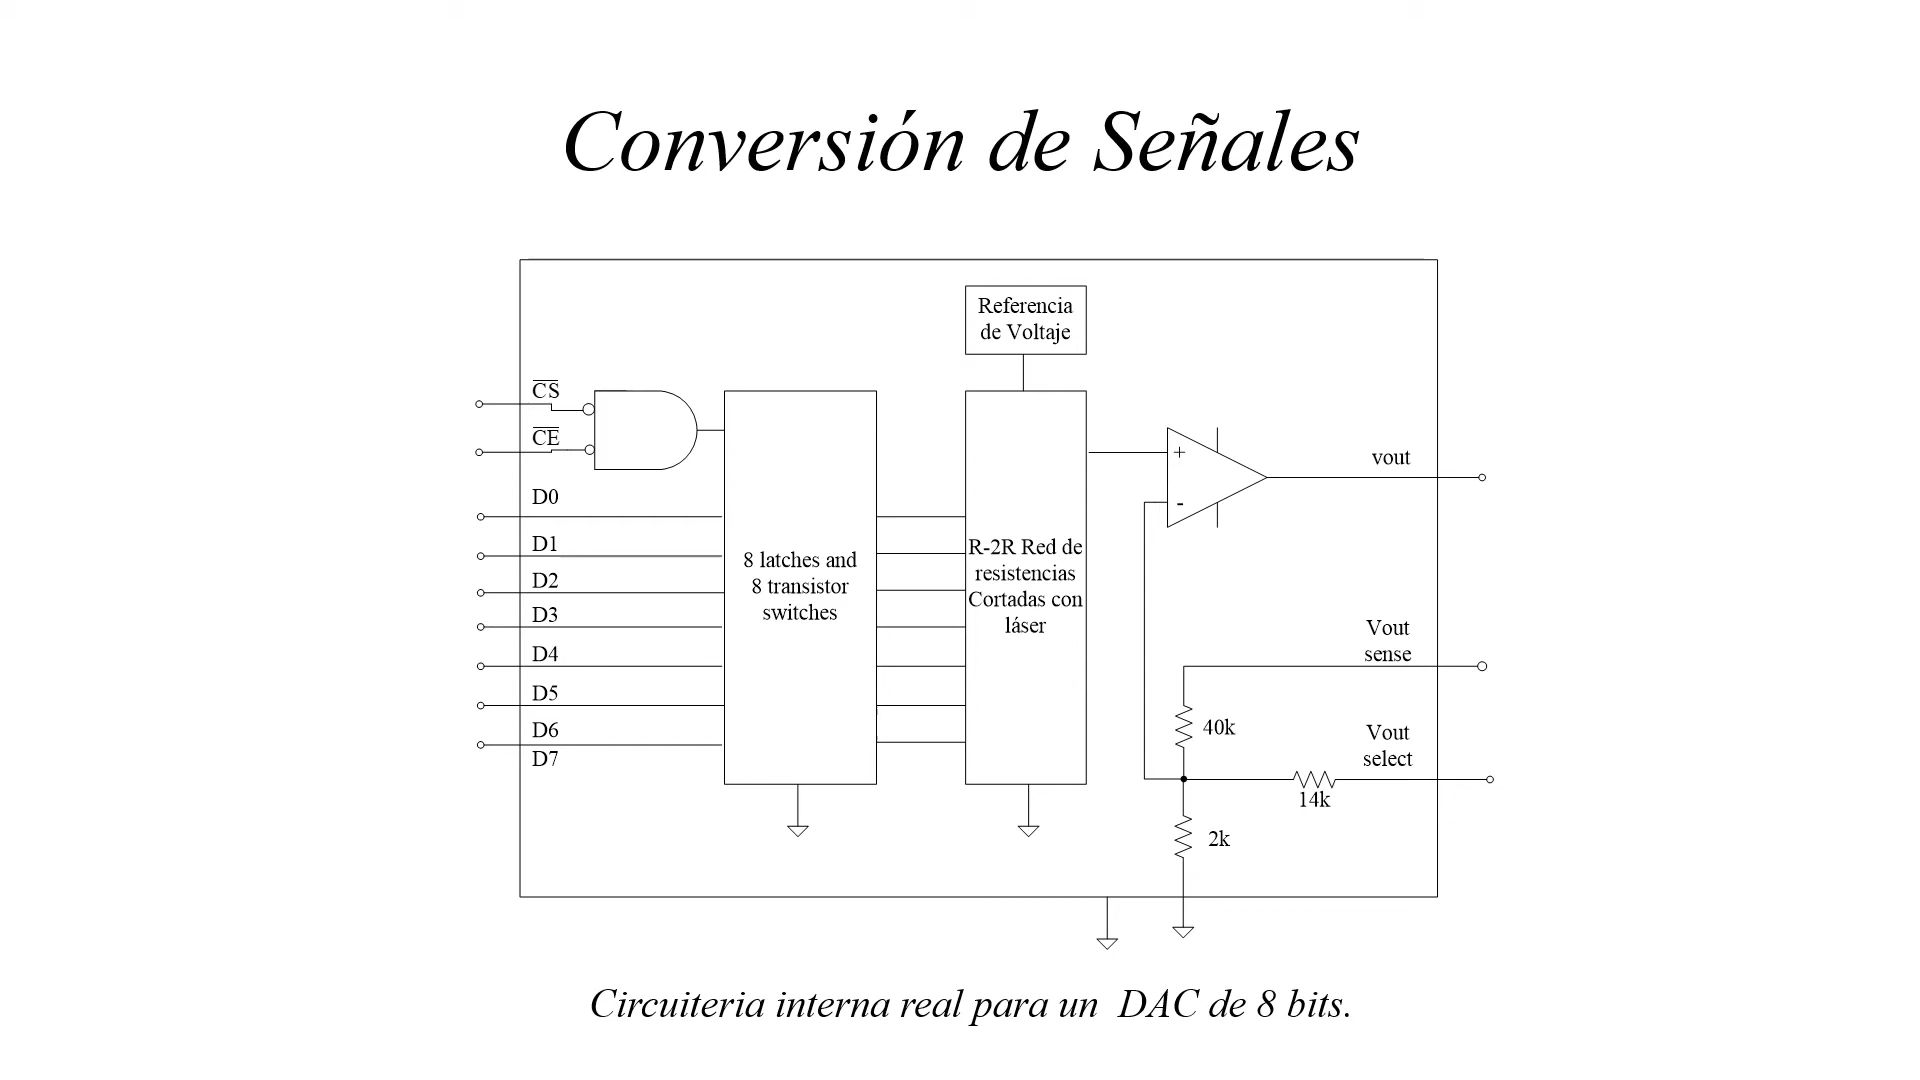 Conversión de Señales
Referencia
de Voltaje
C̅S̅
C̅E̅
D0
D1
D2
D3
D4
D5
D6
D7
8 latches and
8 transistor
switches
R-2R Red de
resistencias
Cortadas con
láser
+
-
vout
Vout
sense
40k
Vout
select
14k
2k
Circuiteria interna real para un DAC de 8 bits.